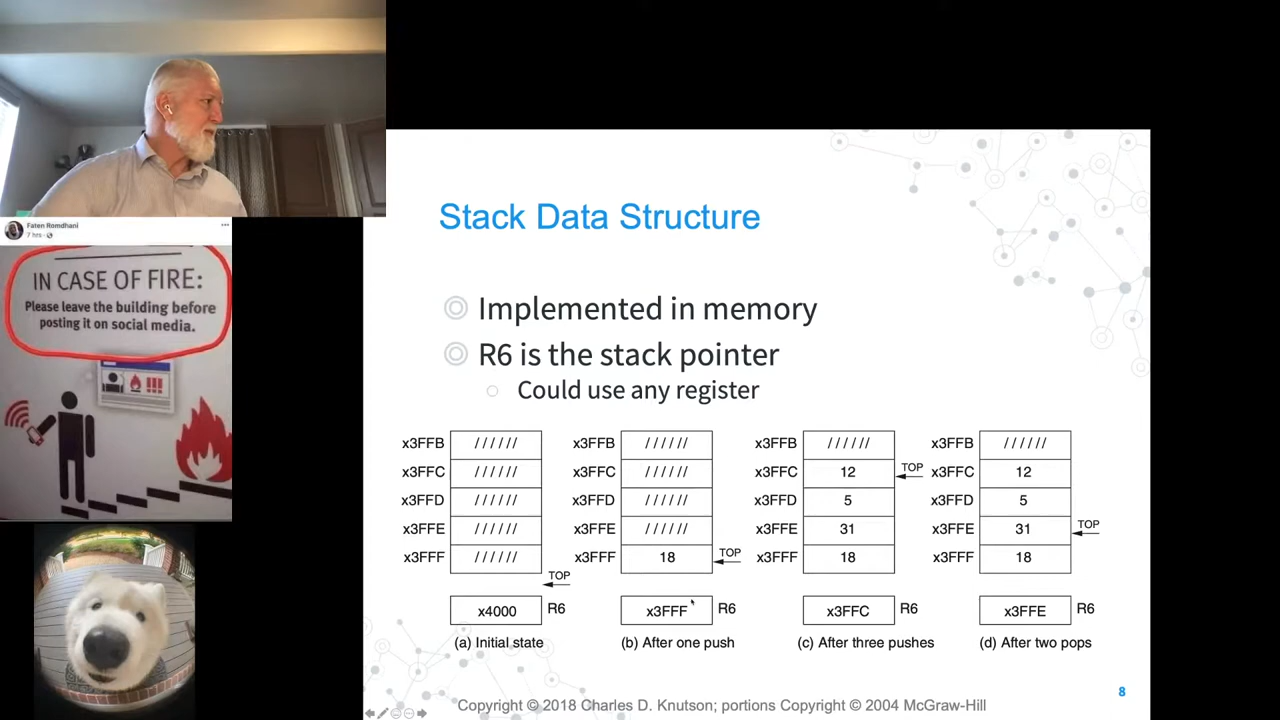 Faten Romdhani
7 hrs
IN CASE OF FIRE:
Please leave the building before
posting it on social media.
Stack Data Structure
Implemented in memory
R6 is the stack pointer
Could use any register
x3FFB //////
x3FFC //////
x3FFD //////
x3FFE //////
x3FFF //////
TOP
x4000 R6
(a) Initial state
x3FFB //////
x3FFC //////
x3FFD //////
x3FFE //////
x3FFF 18 TOP
x3FFF R6
(b) After one push
x3FFB //////
x3FFC 12 TOP
x3FFD 5
x3FFE 31
x3FFF 18
x3FFC R6
(c) After three pushes
x3FFB //////
x3FFC 12
x3FFD 5
x3FFE 31 TOP
x3FFF 18
x3FFE R6
(d) After two pops
8
Copyright © 2018 Charles D. Knutson; portions Copyright © 2004 McGraw-Hill